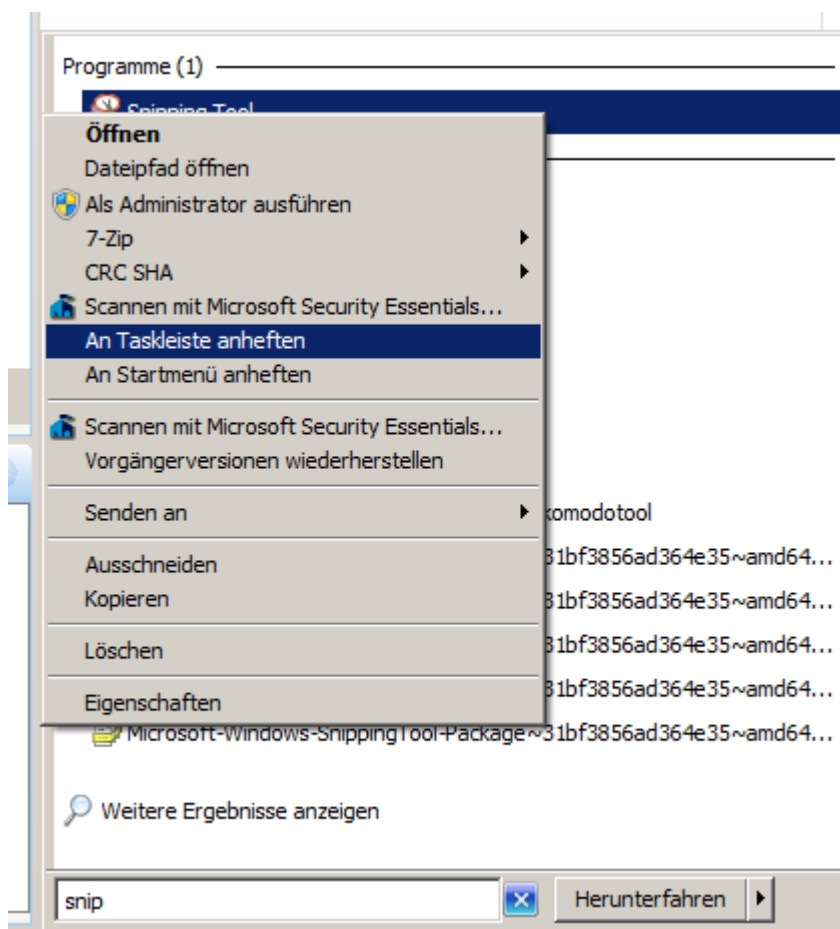 Programme (1)
Snipping Tool
Öffnen
Dateipfad öffnen
Als Administrator ausführen
7-Zip
CRC SHA
Scannen mit Microsoft Security Essentials...
An Taskleiste anheften
An Startmenü anheften
Scannen mit Microsoft Security Essentials...
Vorgängerversionen wiederherstellen
Senden an
komodotool
Ausschneiden
31bf3856ad364e35~amd64...
Kopieren
31bf3856ad364e35~amd64...
Löschen
31bf3856ad364e35~amd64...
Eigenschaften
31bf3856ad364e35~amd64...
Microsoft-Windows-SnippingTool-Package~31bf3856ad364e35~amd64...
Weitere Ergebnisse anzeigen
snip
Herunterfahren